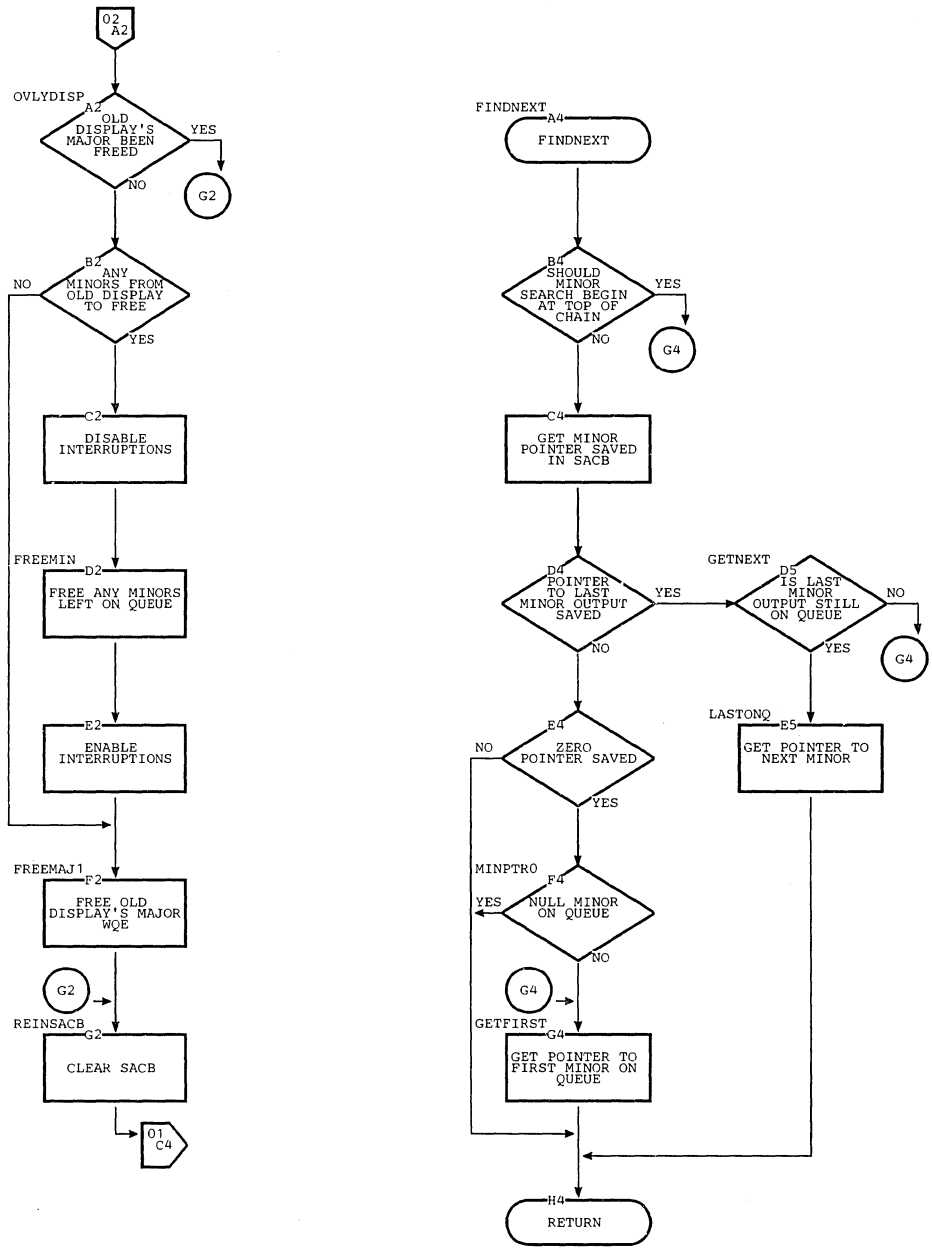 02
A2
OVLYDISP
A2
OLD
DISPLAY'S
MAJOR BEEN
FREED
YES
G2
NO
B2
ANY
MINORS FROM
OLD DISPLAY
TO FREE
NO
YES
C2
DISABLE
INTERRUPTIONS
FREEMIN
D2
FREE ANY MINORS
LEFT ON QUEUE
E2
ENABLE
INTERRUPTIONS
FREEMAJ1
F2
FREE OLD
DISPLAY'S MAJOR
WQE
G2
REINSACB
G2
CLEAR SACB
01
C4
FINDNEXT
A4
FINDNEXT
B4
SHOULD
MINOR
SEARCH BEGIN
AT TOP OF
CHAIN
YES
G4
NO
C4
GET MINOR
POINTER SAVED
IN SACB
D4
POINTER
TO LAST
MINOR OUTPUT
SAVED
YES
NO
GETNEXT
D5
IS LAST
MINOR
OUTPUT STILL
ON QUEUE
NO
G4
YES
LASTONQ
E5
GET POINTER TO
NEXT MINOR
E4
ZERO
POINTER SAVED
NO
YES
MINPTR0
F4
NULL MINOR
ON QUEUE
YES
NO
G4
GETFIRST
G4
GET POINTER TO
FIRST MINOR ON
QUEUE
H4
RETURN